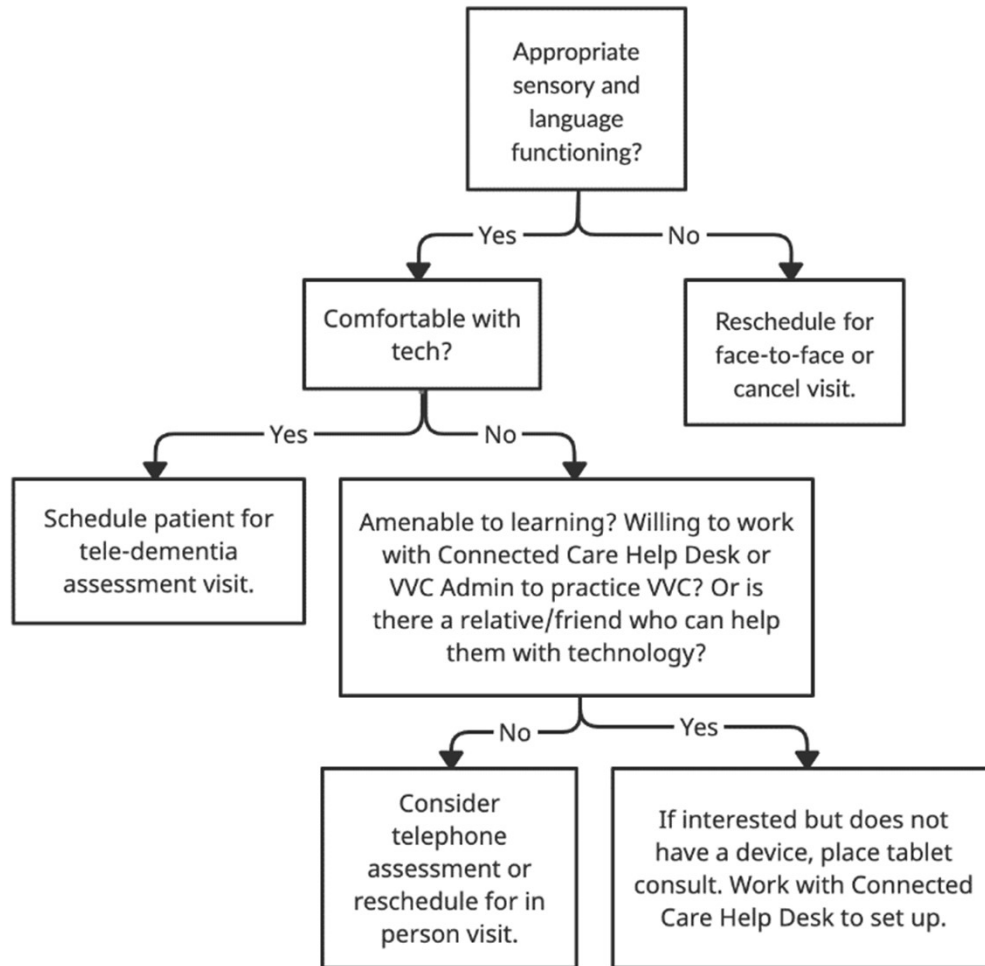 Appropriate
sensory and
language
functioning?
Yes
No
Comfortable with
tech?
Reschedule for
face-to-face or
cancel visit.
Yes
No
Schedule patient for
tele-dementia
assessment visit.
Amenable to learning? Willing to work
with Connected Care Help Desk or
VVC Admin to practice VVC? Or is
there a relative/friend who can help
them with technology?
No
Yes
Consider
telephone
assessment or
reschedule for in
person visit.
If interested but does not
have a device, place tablet
consult. Work with Connected
Care Help Desk to set up.